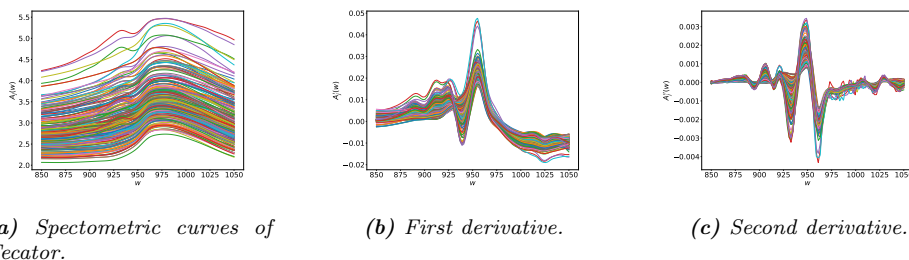 5.5
5.0
4.5
4.0
3.5
3.0
2.5
2.0
A_i(w)
850 875 900 925 950 975 1000 1025 1050
w
0.04
0.03
0.02
0.01
0.00
−0.01
−0.02
850 875 900 925 950 975 1000 1025 1050
w
0.003
0.002
0.001
0.000
−0.001
−0.002
−0.003
−0.004
850 875 900 925 950 975 1000 1025 1050
w
) Spectometric curves of
ecator.
(b) First derivative.
(c) Second derivative.